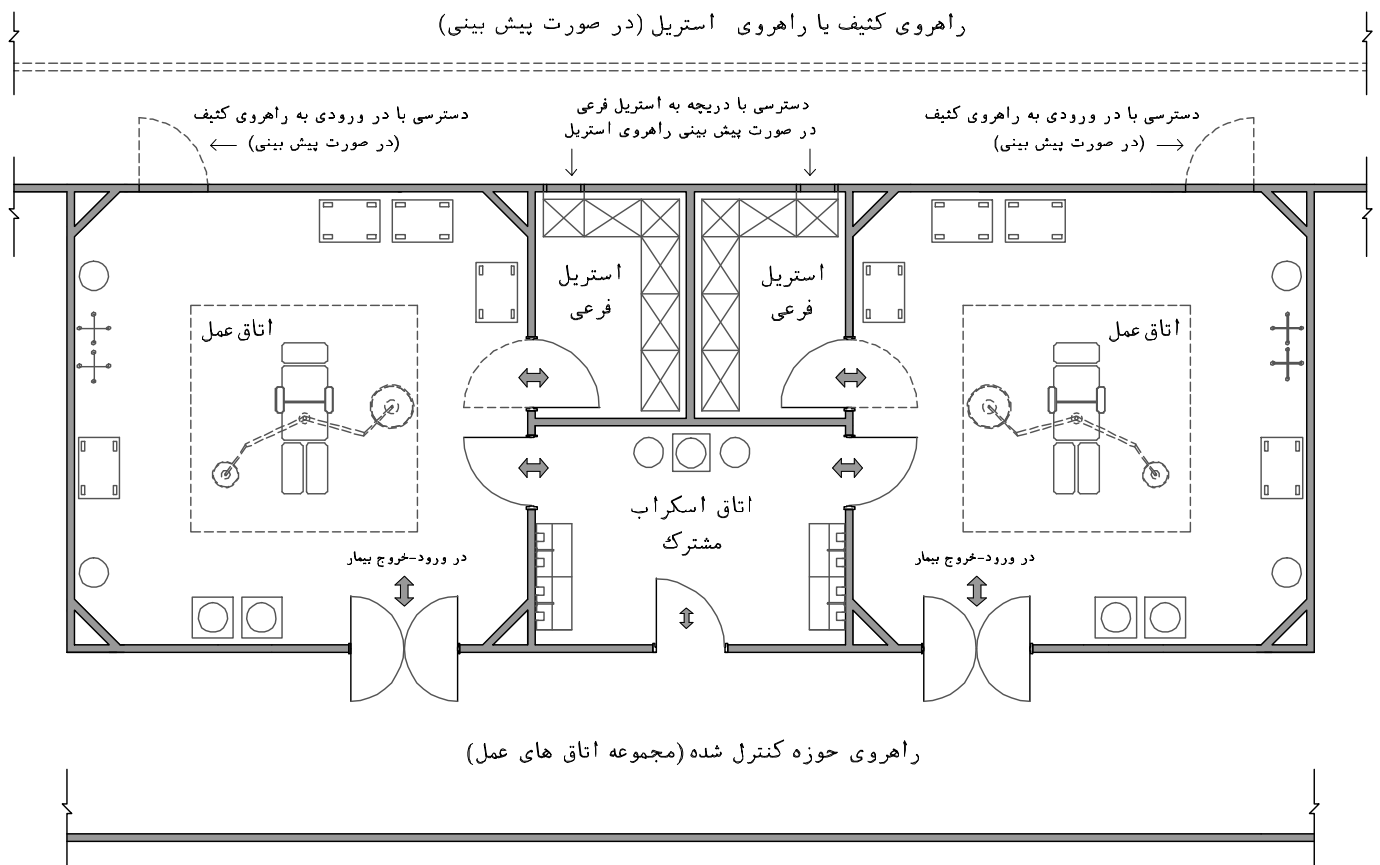 راهروی کثیف یا راهروی استریل (در صورت پیش بینی)
دسترسی با در ورودی به راهروی کثیف
(در صورت پیش بینی)
دسترسی با دریچه به استریل فرعی
در صورت پیش بینی راهروی استریل
دسترسی با در ورودی به راهروی کثیف
(در صورت پیش بینی)
استریل
فرعی
استریل
فرعی
اتاق عمل
اتاق عمل
اتاق اسکراب
مشترک
در ورود-خروج بیمار
در ورود-خروج بیمار
راهروی حوزه کنترل شده (مجموعه اتاق های عمل)